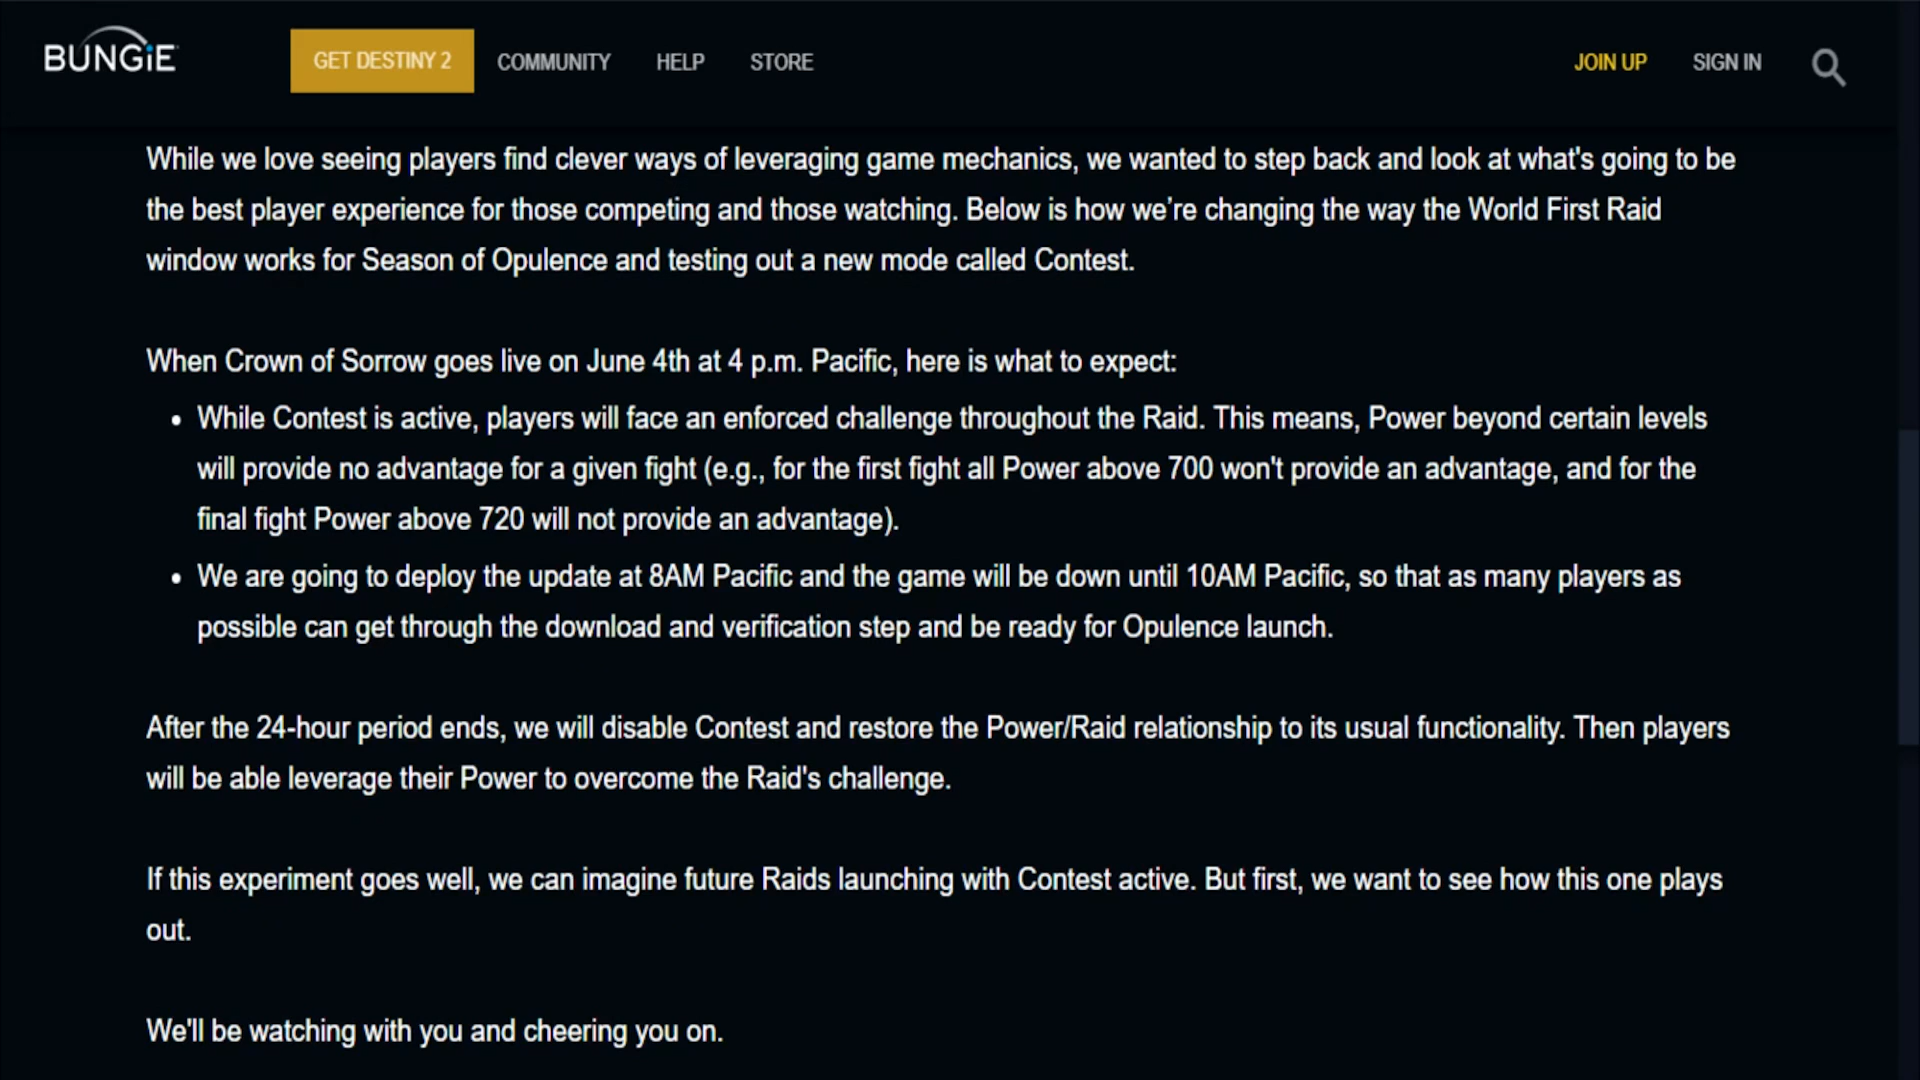 BUNGiE
GET DESTINY 2
COMMUNITY
HELP
STORE
JOIN UP
SIGN IN
While we love seeing players find clever ways of leveraging game mechanics, we wanted to step back and look at what's going to be
the best player experience for those competing and those watching. Below is how we’re changing the way the World First Raid
window works for Season of Opulence and testing out a new mode called Contest.
When Crown of Sorrow goes live on June 4th at 4 p.m. Pacific, here is what to expect:
• While Contest is active, players will face an enforced challenge throughout the Raid. This means, Power beyond certain levels
will provide no advantage for a given fight (e.g., for the first fight all Power above 700 won't provide an advantage, and for the
final fight Power above 720 will not provide an advantage).
• We are going to deploy the update at 8AM Pacific and the game will be down until 10AM Pacific, so that as many players as
possible can get through the download and verification step and be ready for Opulence launch.
After the 24-hour period ends, we will disable Contest and restore the Power/Raid relationship to its usual functionality. Then players
will be able leverage their Power to overcome the Raid's challenge.
If this experiment goes well, we can imagine future Raids launching with Contest active. But first, we want to see how this one plays
out.
We'll be watching with you and cheering you on.